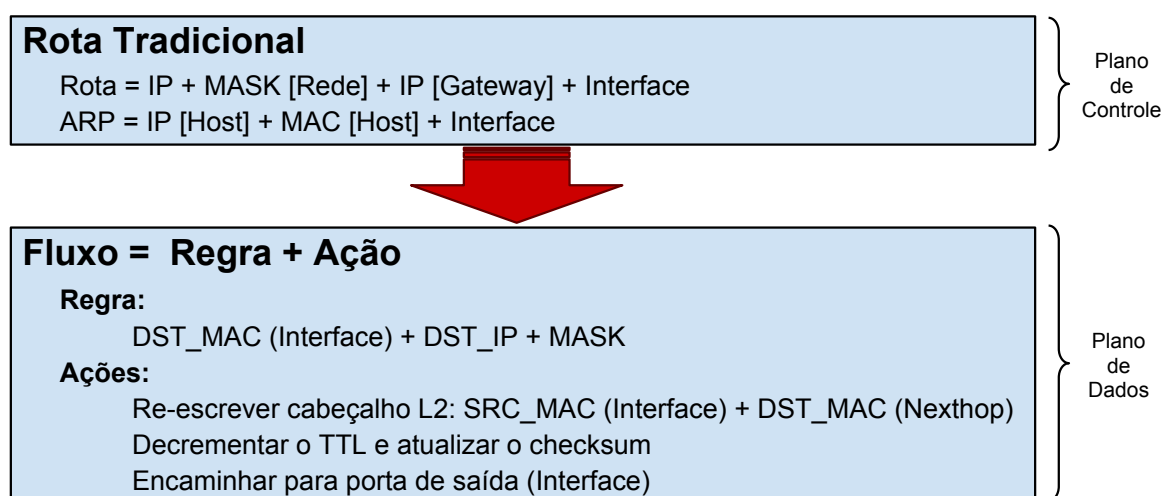 Rota Tradicional
Rota = IP + MASK [Rede] + IP [Gateway] + Interface
ARP = IP [Host] + MAC [Host] + Interface
Plano
de
Controle
Fluxo = Regra + Ação
Regra:
DST_MAC (Interface) + DST_IP + MASK
Ações:
Re-escrever cabeçalho L2: SRC_MAC (Interface) + DST_MAC (Nexthop)
Decrementar o TTL e atualizar o checksum
Encaminhar para porta de saída (Interface)
Plano
de
Dados